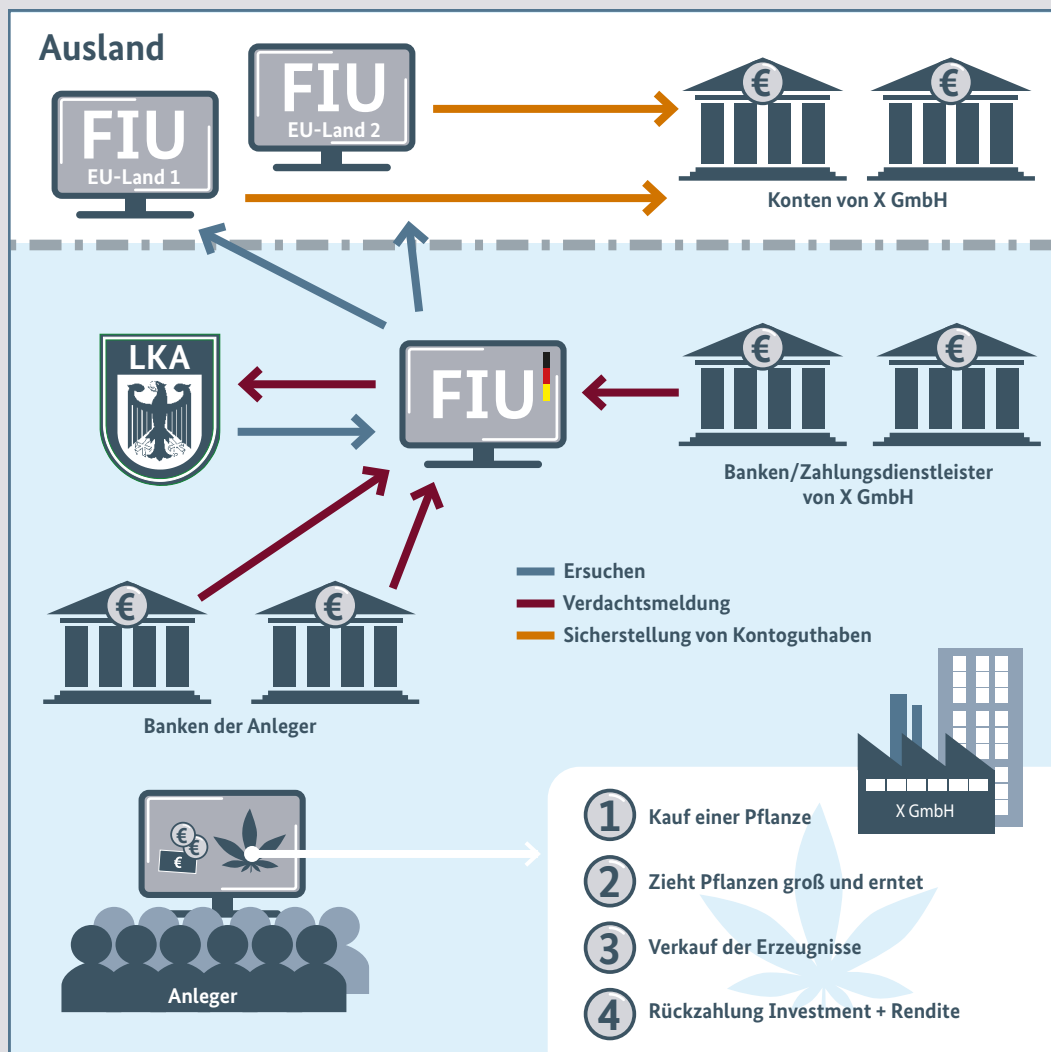 Ausland
FIU
EU-Land 1
FIU
EU-Land 2
€
€
Konten von X GmbH
LKA
FIU
€
€
Banken/Zahlungsdienstleister
von X GmbH
€
€
Banken der Anleger
Ersuchen
Verdachtsmeldung
Sicherstellung von Kontoguthaben
X GmbH
€
€
€
Anleger
1 Kauf einer Pflanze
2 Zieht Pflanzen groß und erntet
3 Verkauf der Erzeugnisse
4 Rückzahlung Investment + Rendite